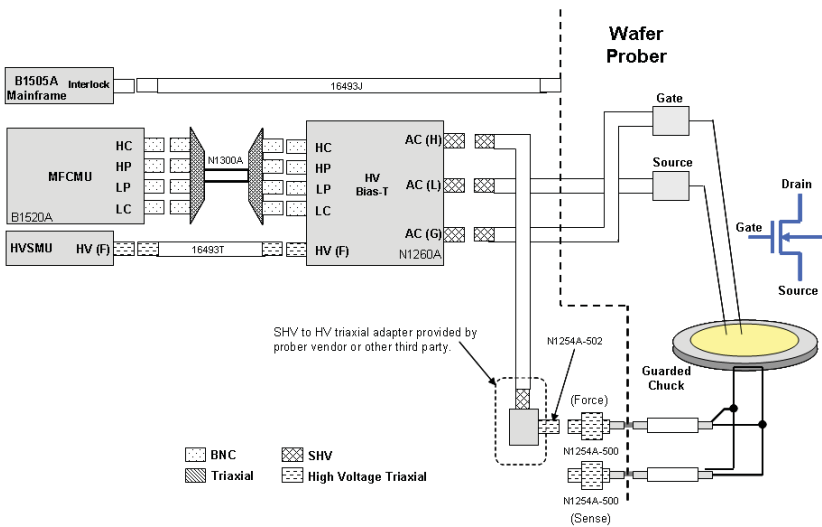 Wafer
Prober
B1505A Interlock
Mainframe
16493J
Gate
Source
HC
HP
LP
LC
MFCMU
B1520A
N1300A
HC
HP
LP
LC
HV
Bias-T
AC (H)
AC (L)
AC (G)
HV (F)
N1260A
HVSMU HV (F)
16493T
Drain
Gate
Source
SHV to HV triaxial adapter provided by
prober vendor or other third party.
N1254A-502
Guarded
Chuck
(Force)
N1254A-500
N1254A-500
(Sense)
BNC
SHV
Triaxial
High Voltage Triaxial